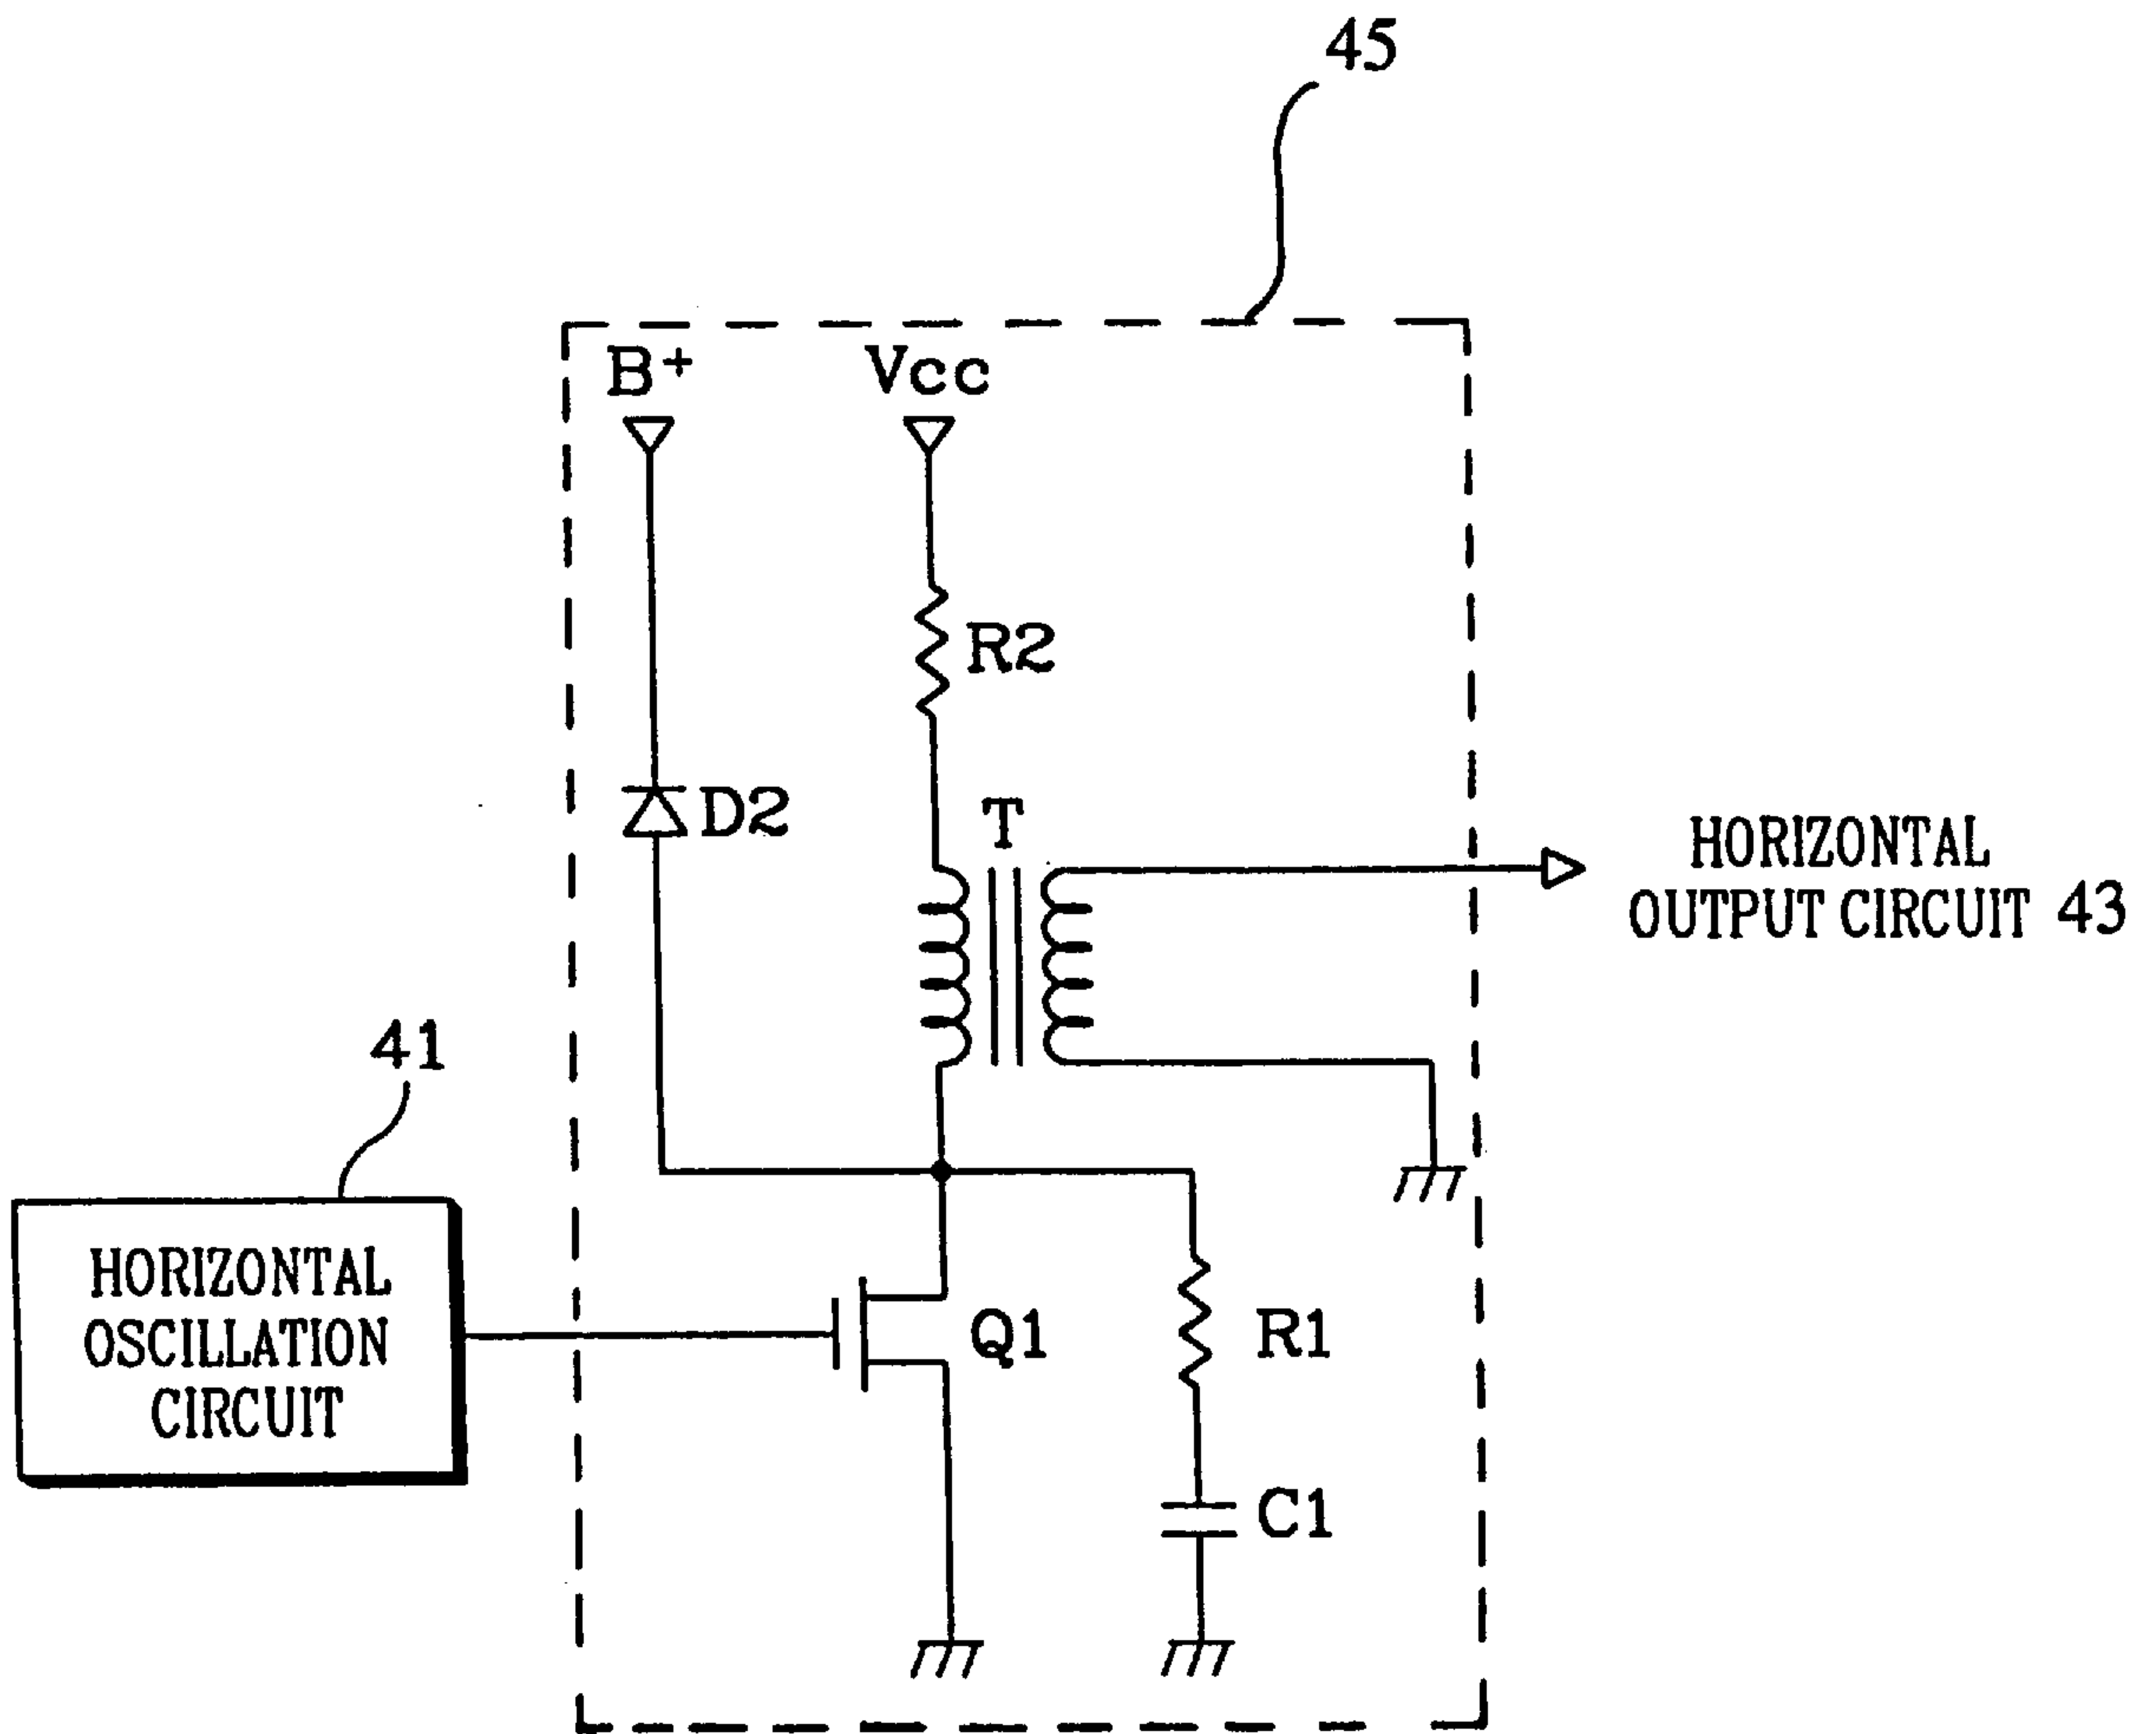 45
B+ Vcc
R2
D2
T
HORIZONTAL
OUTPUT CIRCUIT 43
41
HORIZONTAL
OSCILLATION
CIRCUIT
Q1
R1
C1